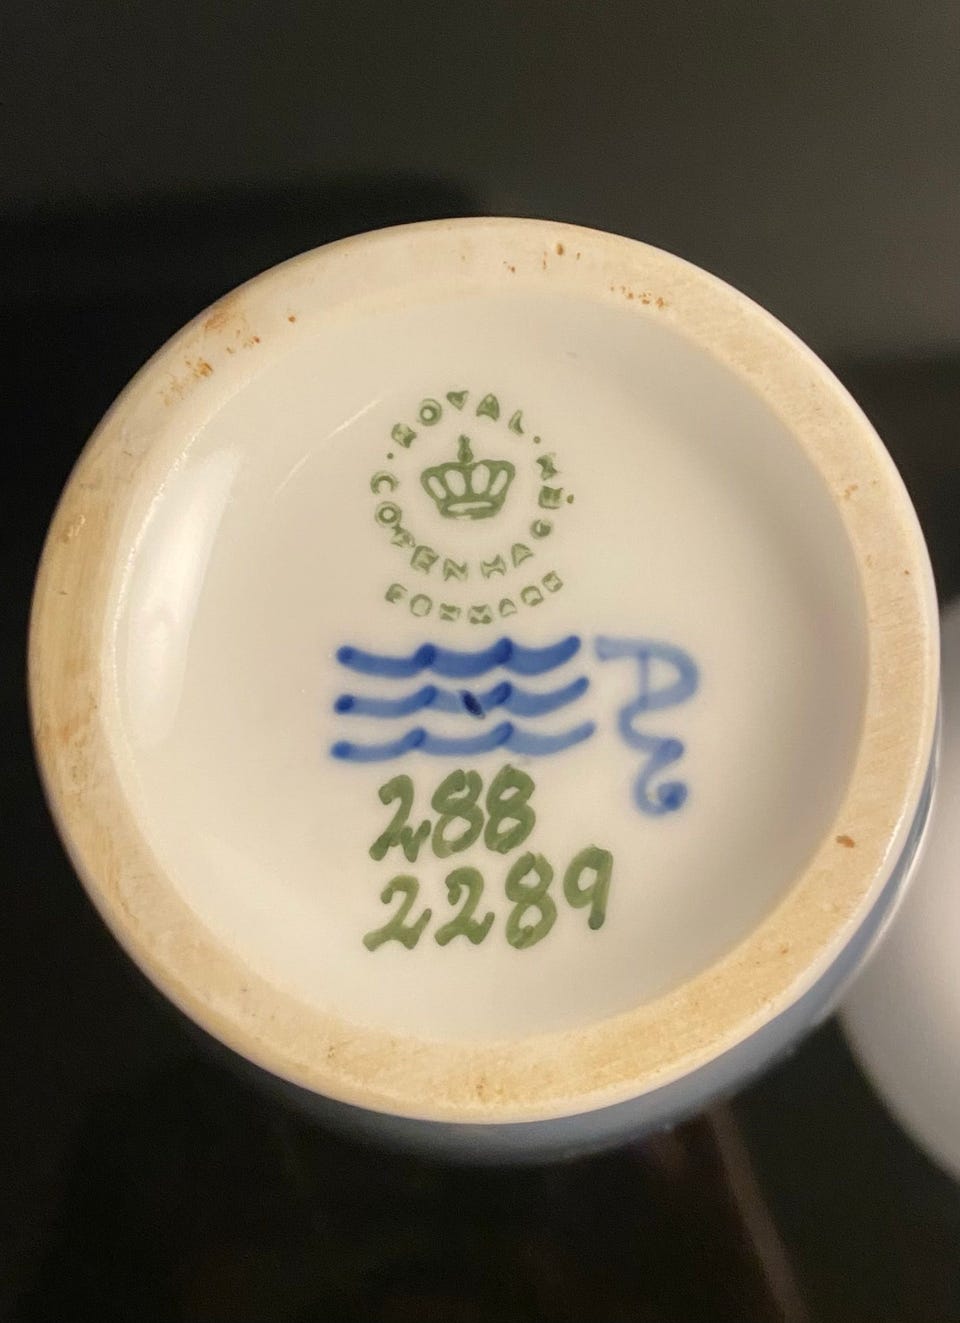 ROYAL
COPENHAGEN
DENMARK
288
2289